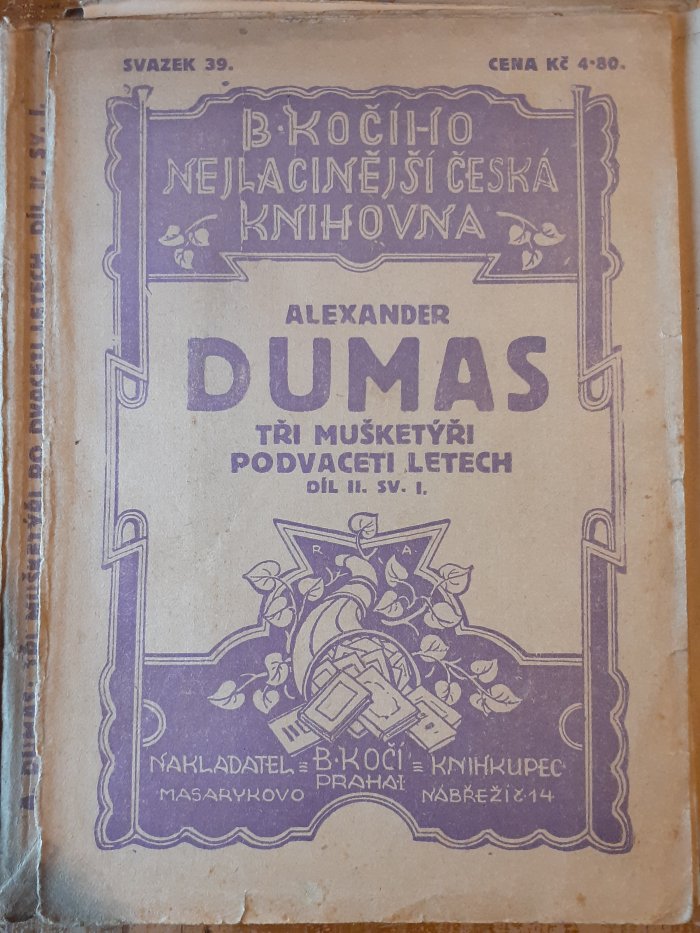 SVAZEK 39.
CENA Kč 4·80.
B·KOČÍHO
NEJLACINĚJŠÍ ČESKÁ
KNIHOVNA
ALEXANDER
DUMAS
TŘI MUŠKETÝŘI
PODVACETI LETECH
DÍL II. SV. I.
R A
NAKLADATEL = B·KOČÍ = KNIHKUPEC
PRAHA I
MASARYKOVO NÁBŘEŽÍ č·14
A. DUMAS: TŘI MUŠKETÝŘI PO DVACETI LETECH. DÍL II. SV. I.